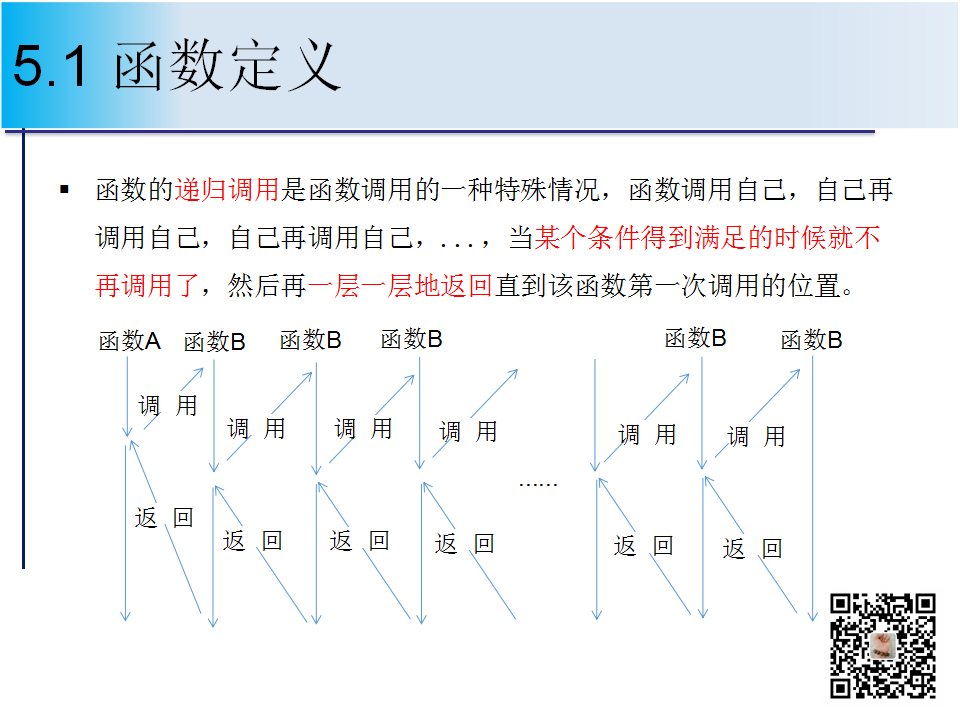 5.1 函数定义
▪ 函数的递归调用是函数调用的一种特殊情况，函数调用自己，自己再
调用自己，自己再调用自己，...，当某个条件得到满足的时候就不
再调用了，然后再一层一层地返回直到该函数第一次调用的位置。
函数A 函数B 函数B 函数B 函数B 函数B
调 用 调 用 调 用 调 用 调 用 调 用
……
返 回 返 回 返 回 返 回 返 回 返 回